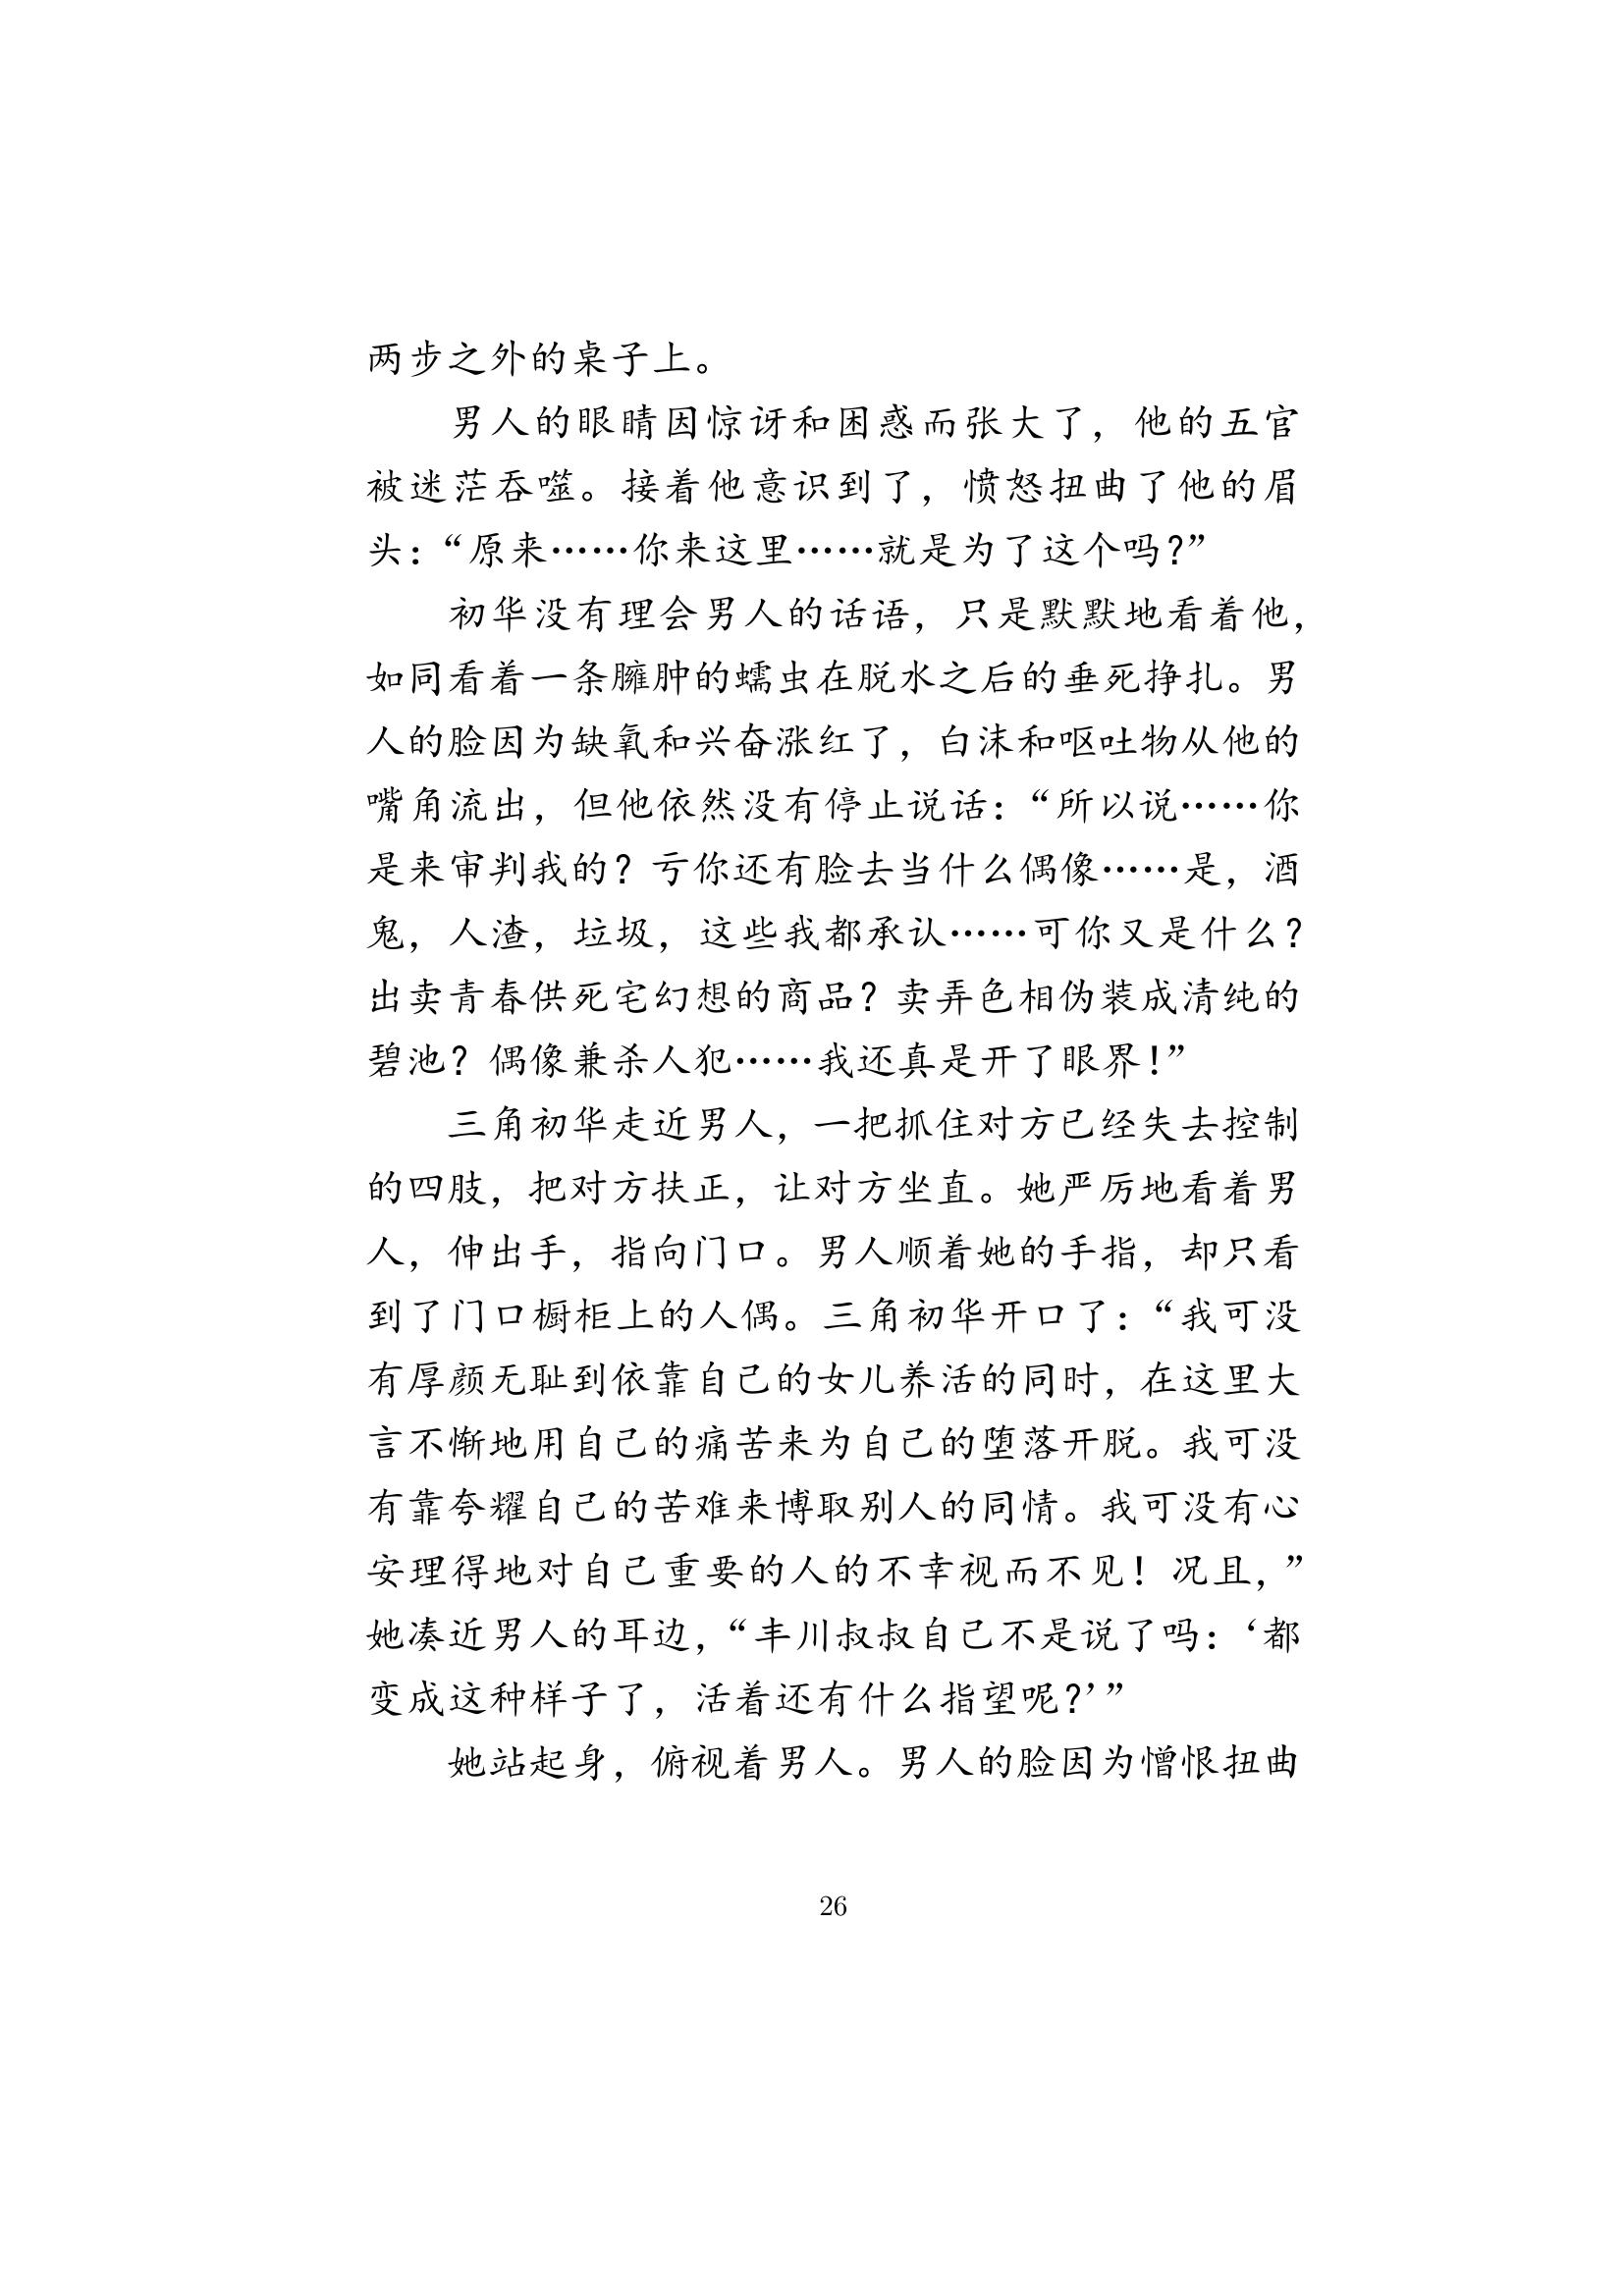 两步之外的桌子上。
男人的眼睛因惊讶和困惑而张大了，他的五官
被迷茫吞噬。接着他意识到了，愤怒扭曲了他的眉
头：“原来……你来这里……就是为了这个吗？”
初华没有理会男人的话语，只是默默地看着他，
如同看着一条臃肿的蠕虫在脱水之后的垂死挣扎。男
人的脸因为缺氧和兴奋涨红了，白沫和呕吐物从他的
嘴角流出，但他依然没有停止说话：“所以说……你
是来审判我的？亏你还有脸去当什么偶像……是，酒
鬼，人渣，垃圾，这些我都承认……可你又是什么？
出卖青春供死宅幻想的商品？卖弄色相伪装成清纯的
碧池？偶像兼杀人犯……我还真是开了眼界！”
三角初华走近男人，一把抓住对方已经失去控制
的四肢，把对方扶正，让对方坐直。她严厉地看着男
人，伸出手，指向门口。男人顺着她的手指，却只看
到了门口橱柜上的人偶。三角初华开口了：“我可没
有厚颜无耻到依靠自己的女儿养活的同时，在这里大
言不惭地用自己的痛苦来为自己的堕落开脱。我可没
有靠夸耀自己的苦难来博取别人的同情。我可没有心
安理得地对自己重要的人的不幸视而不见！况且，”
她凑近男人的耳边，“丰川叔叔自己不是说了吗：‘都
变成这种样子了，活着还有什么指望呢？’”
她站起身，俯视着男人。男人的脸因为憎恨扭曲
26